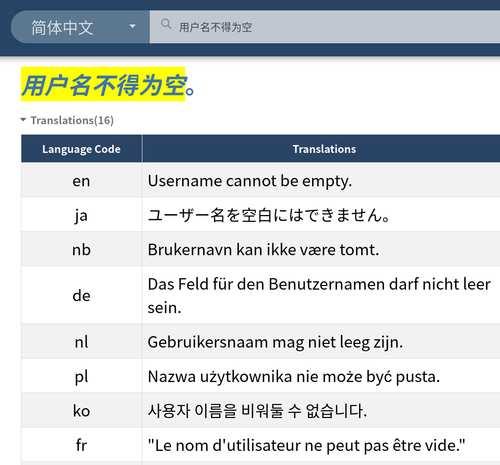 简体中文
用户名不得为空
用户名不得为空。
Translations(16)
Language Code Translations
en Username cannot be empty.
ja ユーザー名を空白にはできません。
nb Brukernavn kan ikke være tomt.
de Das Feld für den Benutzernamen darf nicht leer
sein.
nl Gebruikersnaam mag niet leeg zijn.
pl Nazwa użytkownika nie może być pusta.
ko 사용자 이름을 비워둘 수 없습니다.
fr "Le nom d'utilisateur ne peut pas être vide."